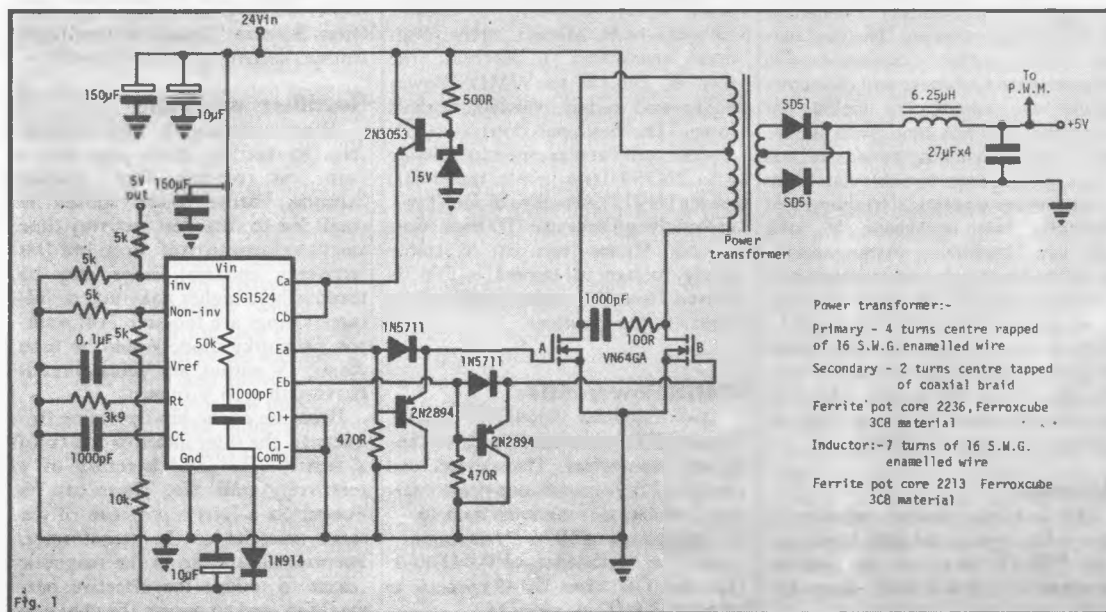 24Vin
150µF
10µF
500R
2N3053
15V
150µF
5V
out
5k
5k
5k
5k
0.1µF
3k9
1000pF
10k
Vin
SG1524
inv
Non-inv
Vref
Rt
Ct
Gnd
50k
1000pF
Comp
Ca
Cb
Ea
Eb
C1+
C1-
10µF
1N914
1N5711
1N5711
2N2894
2N2894
470R
470R
1000pF
100R
A
B
VN64GA
Power
transformer
SD51
SD51
6.25µH
To
P.W.M.
+5V
27µFx4
Power transformer:-
Primary - 4 turns centre rapped
of 16 S.W.G. enamelled wire
Secondary - 2 turns centre tapped
of coaxial braid
Ferrite pot core 2236, Ferroxcube
3C8 material
Inductor:- 7 turns of 16 S.W.G.
enamelled wire
Ferrite pot core 2213 Ferroxcube
3C8 material
Fig. 1